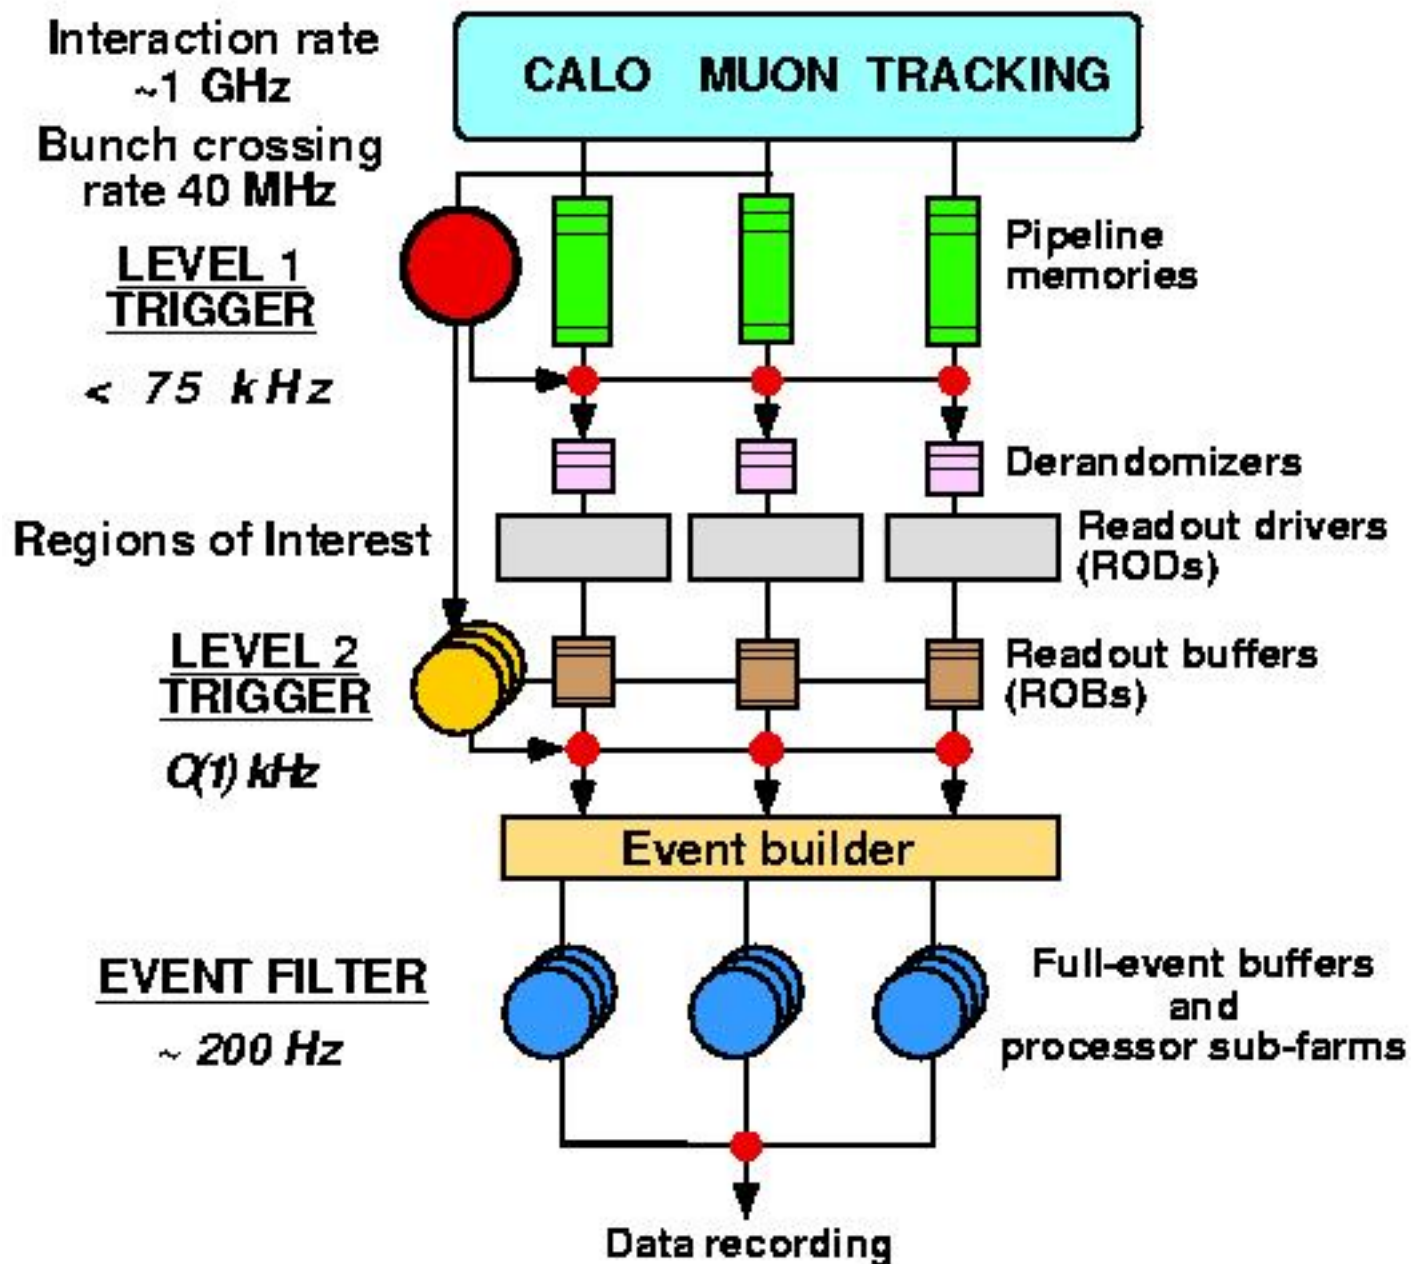 Interaction rate
~1 GHz
Bunch crossing
rate 40 MHz
CALO MUON TRACKING
LEVEL 1
TRIGGER
< 75 kHz
Pipeline
memories
Derandomizers
Regions of Interest
Readout drivers
(RODs)
LEVEL 2
TRIGGER
O(1) kHz
Readout buffers
(ROBs)
Event builder
EVENT FILTER
~ 200 Hz
Full-event buffers
and
processor sub-farms
Data recording